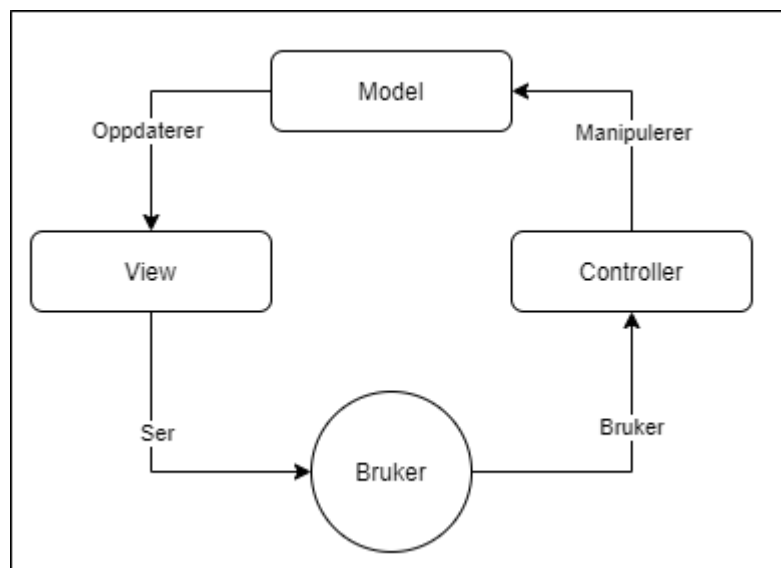 Model
Oppdaterer
Manipulerer
View
Controller
Ser
Bruker
Bruker